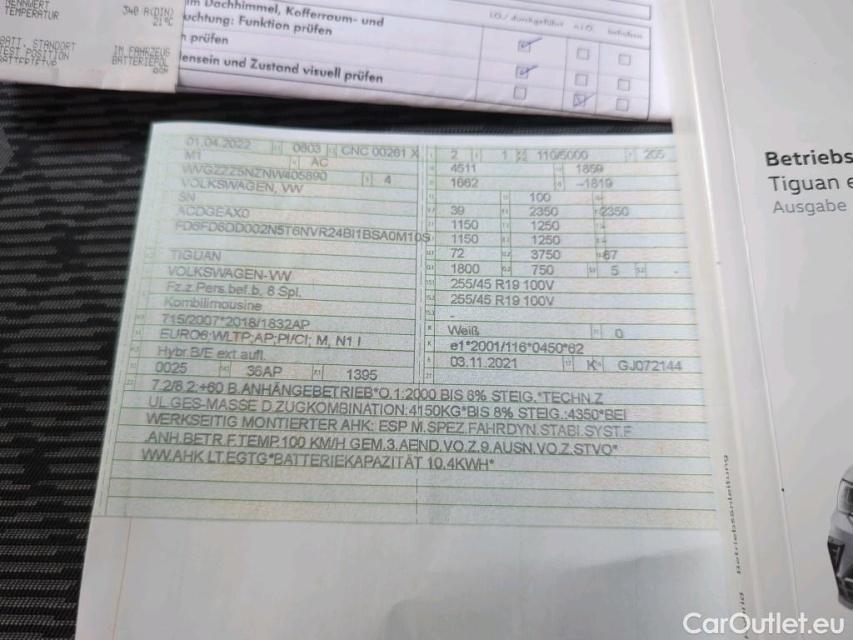 NENNWERT 340 A(DIN)
TEMPERATUR 21°C
BATT. STANDORT IM FAHRZEUG
TEST POSITION BATTERIEPOL
im Dachhimmel, Kofferraum- und
uchtung: Funktion prüfen
n prüfen
ensein und Zustand visuell prüfen
i.O./ durchgeführt n.i.O. behoben
01.04.2022 0603 CNC 00261 X 2 1 110/5000 205
M1 AC 4511 1859
WVGZZZ5NZNW405890 4 1662 -1819
VOLKSWAGEN, VW 100
SN 39 2350 2350
ACDGEAX0 1150 1250
FD6FD6DD002N5T6NVR24BI1BSA0M10S 1150 1250
72 3750 67
TIGUAN 1800 750 5 -
VOLKSWAGEN-VW 255/45 R19 100V
Fz.z.Pers.bef.b. 8 Spl. 255/45 R19 100V
Kombilimousine -
715/2007*2018/1832AP Weiß 0
EURO6;WLTP;AP;PI/CI; M, N1 I e1*2001/116*0450*62
Hybr.B/E ext.aufl. 03.11.2021 K GJ072144
0025 36AP 1395
7.2/8.2:+60 B.ANHÄNGEBETRIEB*O.1:2000 BIS 8% STEIG.*TECHN.Z
UL.GES-MASSE D.ZUGKOMBINATION:4150KG*BIS 8% STEIG.:4350*BEI
WERKSEITIG MONTIERTER AHK: ESP M.SPEZ.FAHRDYN.STABI.SYST.F
.ANH.BETR.F.TEMP.100 KM/H GEM.3.AEND.VO.Z.9.AUSN.VO.Z.STVO*
WW.AHK LT.EGTG*BATTERIEKAPAZITÄT 10.4KWH*
Betriebs
Tiguan e
Ausgabe
Betriebsanleitung
CarOutlet.eu